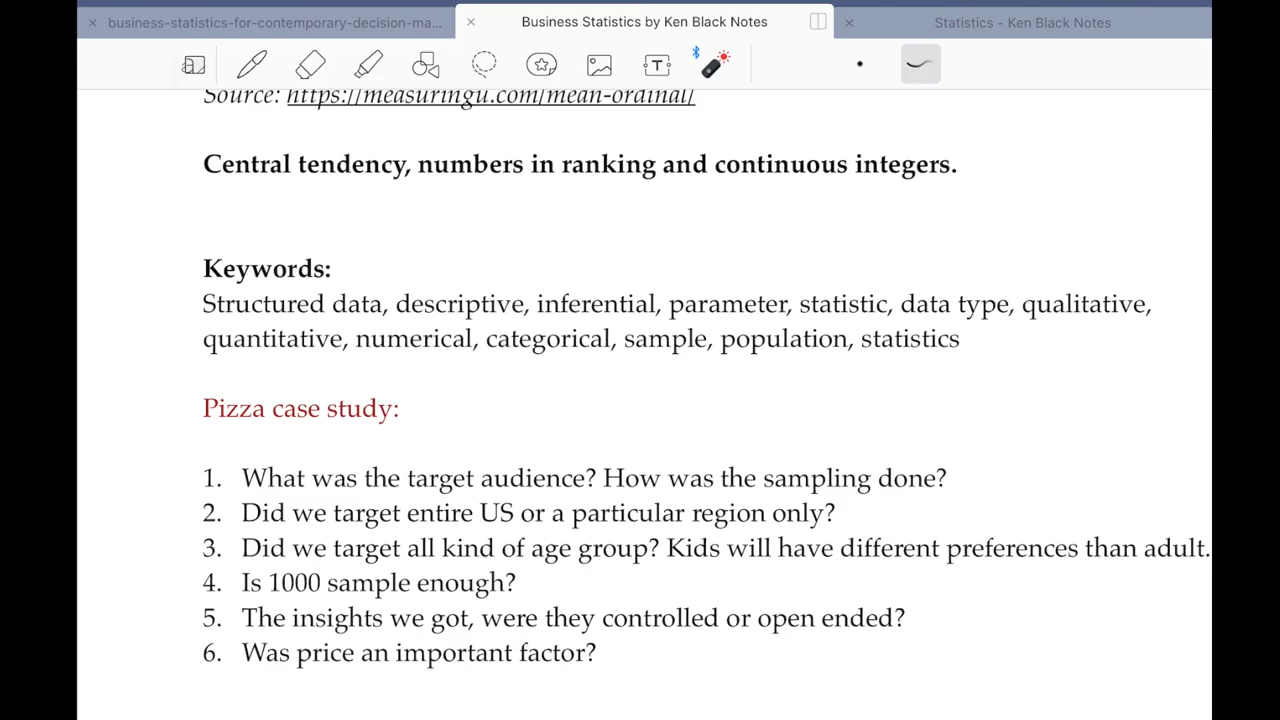 business-statistics-for-contemporary-decision-ma...
Business Statistics by Ken Black Notes
Statistics - Ken Black Notes
T
Source: https://measuringu.com/mean-ordinal/
Central tendency, numbers in ranking and continuous integers.
Keywords:
Structured data, descriptive, inferential, parameter, statistic, data type, qualitative,
quantitative, numerical, categorical, sample, population, statistics
Pizza case study:
1. What was the target audience? How was the sampling done?
2. Did we target entire US or a particular region only?
3. Did we target all kind of age group? Kids will have different preferences than adult.
4. Is 1000 sample enough?
5. The insights we got, were they controlled or open ended?
6. Was price an important factor?